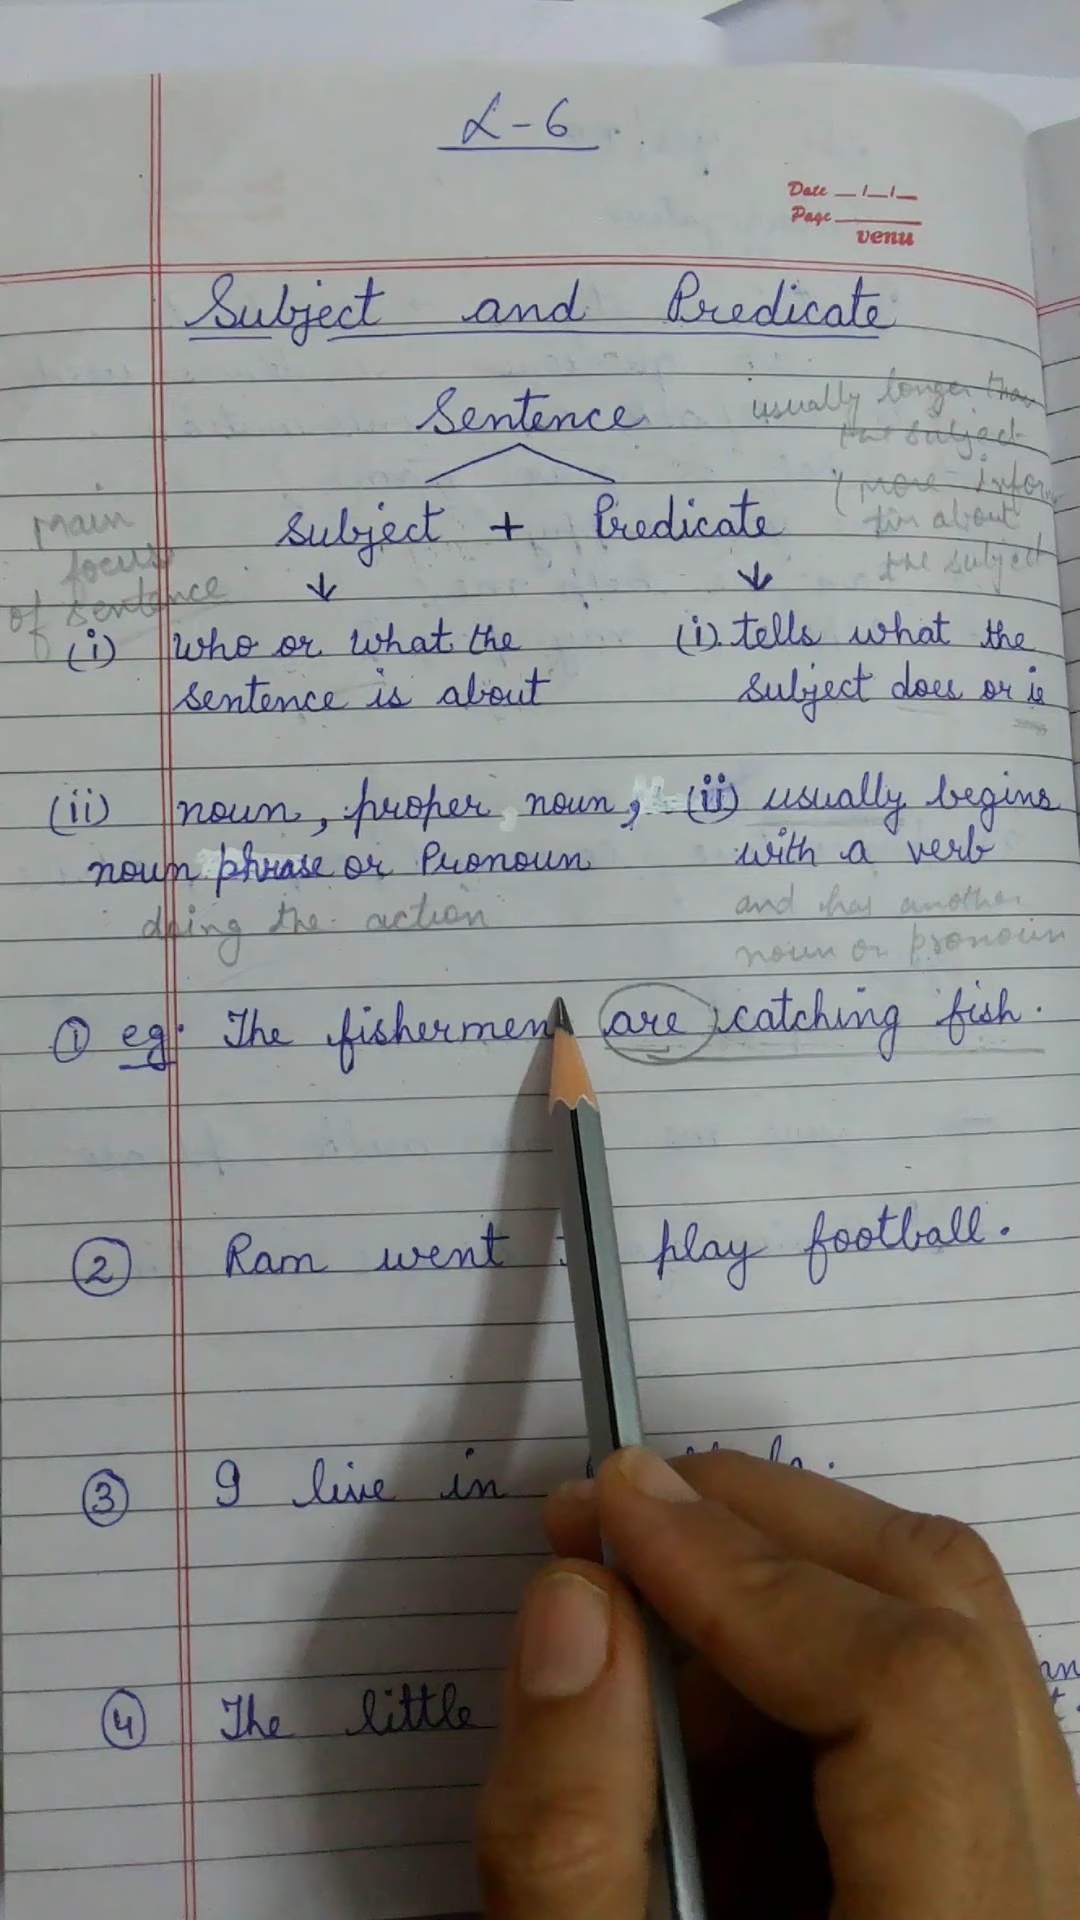 L-6
Date _/_/_
Page
venu
Subject and Predicate
Sentence
usually longer than
the subject
(more infor
tin about
the subject
main
focus
of sentence
Subject + Predicate
(i) who or what the
sentence is about
(i) tells what the
subject does or is
(ii) noun, proper noun,
noun phrase or Pronoun
doing the action
(ii) usually begins
with a verb
and has another
noun or pronoun
① eg. The fishermen are catching fish.
② Ram went play football.
③ I live in
④ The little